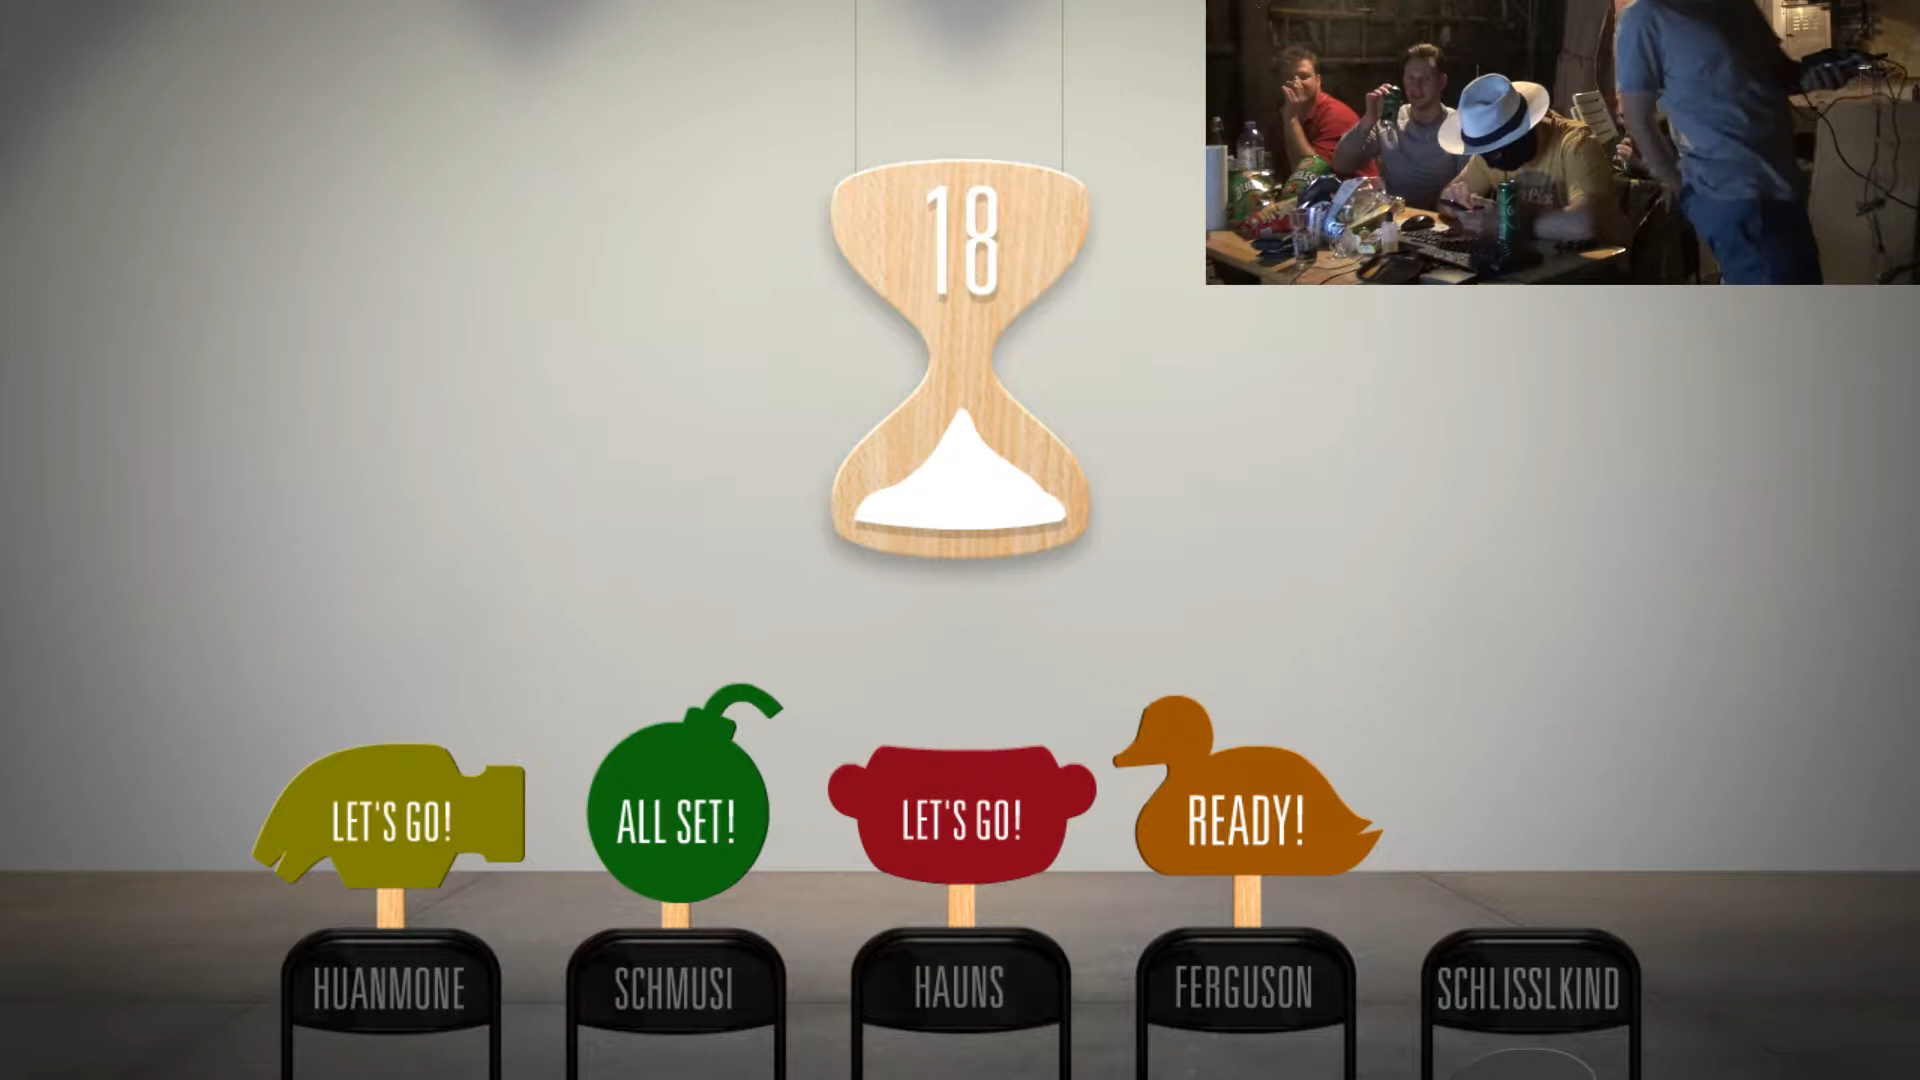 18
LET'S GO!
ALL SET!
LET'S GO!
READY!
HUANMONE
SCHMUSI
HAUNS
FERGUSON
SCHLISSLKIND